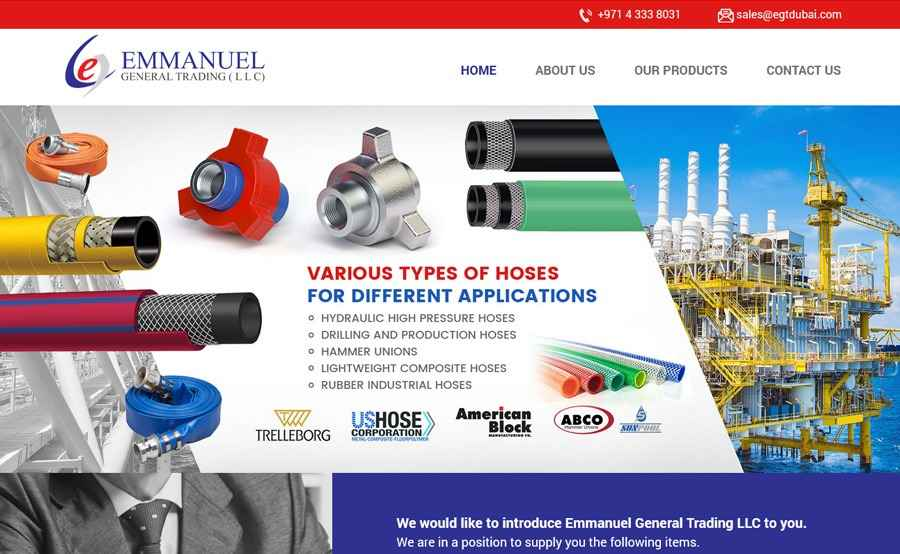 +971 4 333 8031
sales@egtdubai.com
EMMANUEL
GENERAL TRADING ( L L C)
HOME
ABOUT US
OUR PRODUCTS
CONTACT US
VARIOUS TYPES OF HOSES
FOR DIFFERENT APPLICATIONS
HYDRAULIC HIGH PRESSURE HOSES
DRILLING AND PRODUCTION HOSES
HAMMER UNIONS
LIGHTWEIGHT COMPOSITE HOSES
RUBBER INDUSTRIAL HOSES
TRELLEBORG
USHOSE
CORPORATION
METAL-COMPOSITE-FLUOROPOLYMER
American
Block
MANUFACTURING CO.
ABCO
Hammer Unions
SUNPOOL
We would like to introduce Emmanuel General Trading LLC to you.
We are in a position to supply you the following items.